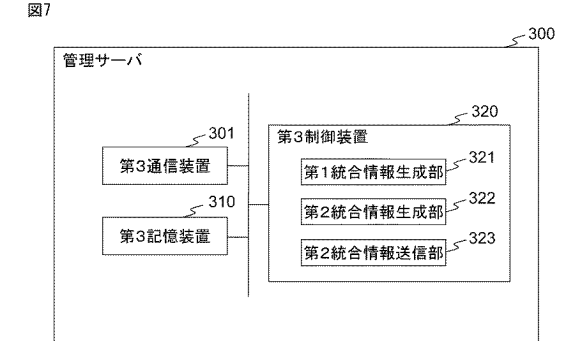 図7
300
管理サーバ
320
第3制御装置
301
第3通信装置
321
第1統合情報生成部
310
第3記憶装置
322
第2統合情報生成部
323
第2統合情報送信部